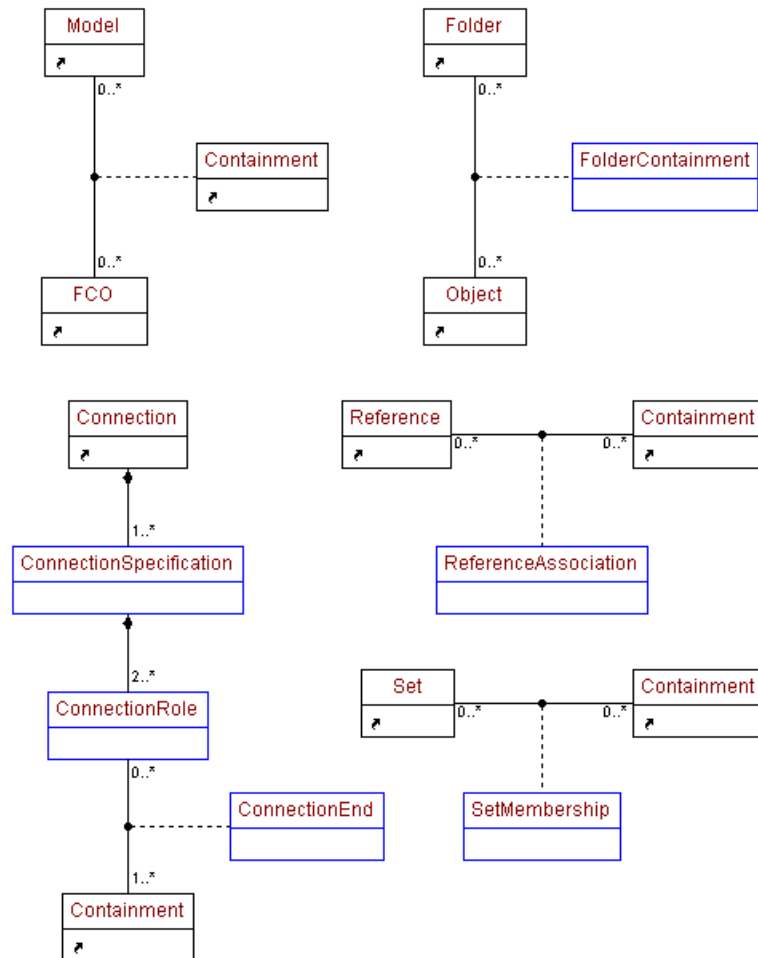 Model
Folder
0..*
0..*
Containment
FolderContainment
0..*
0..*
FCO
Object
Connection
Reference
Containment
0..*
0..*
1..*
ConnectionSpecification
ReferenceAssociation
2..*
Set
Containment
ConnectionRole
0..*
0..*
0..*
ConnectionEnd
SetMembership
1..*
Containment